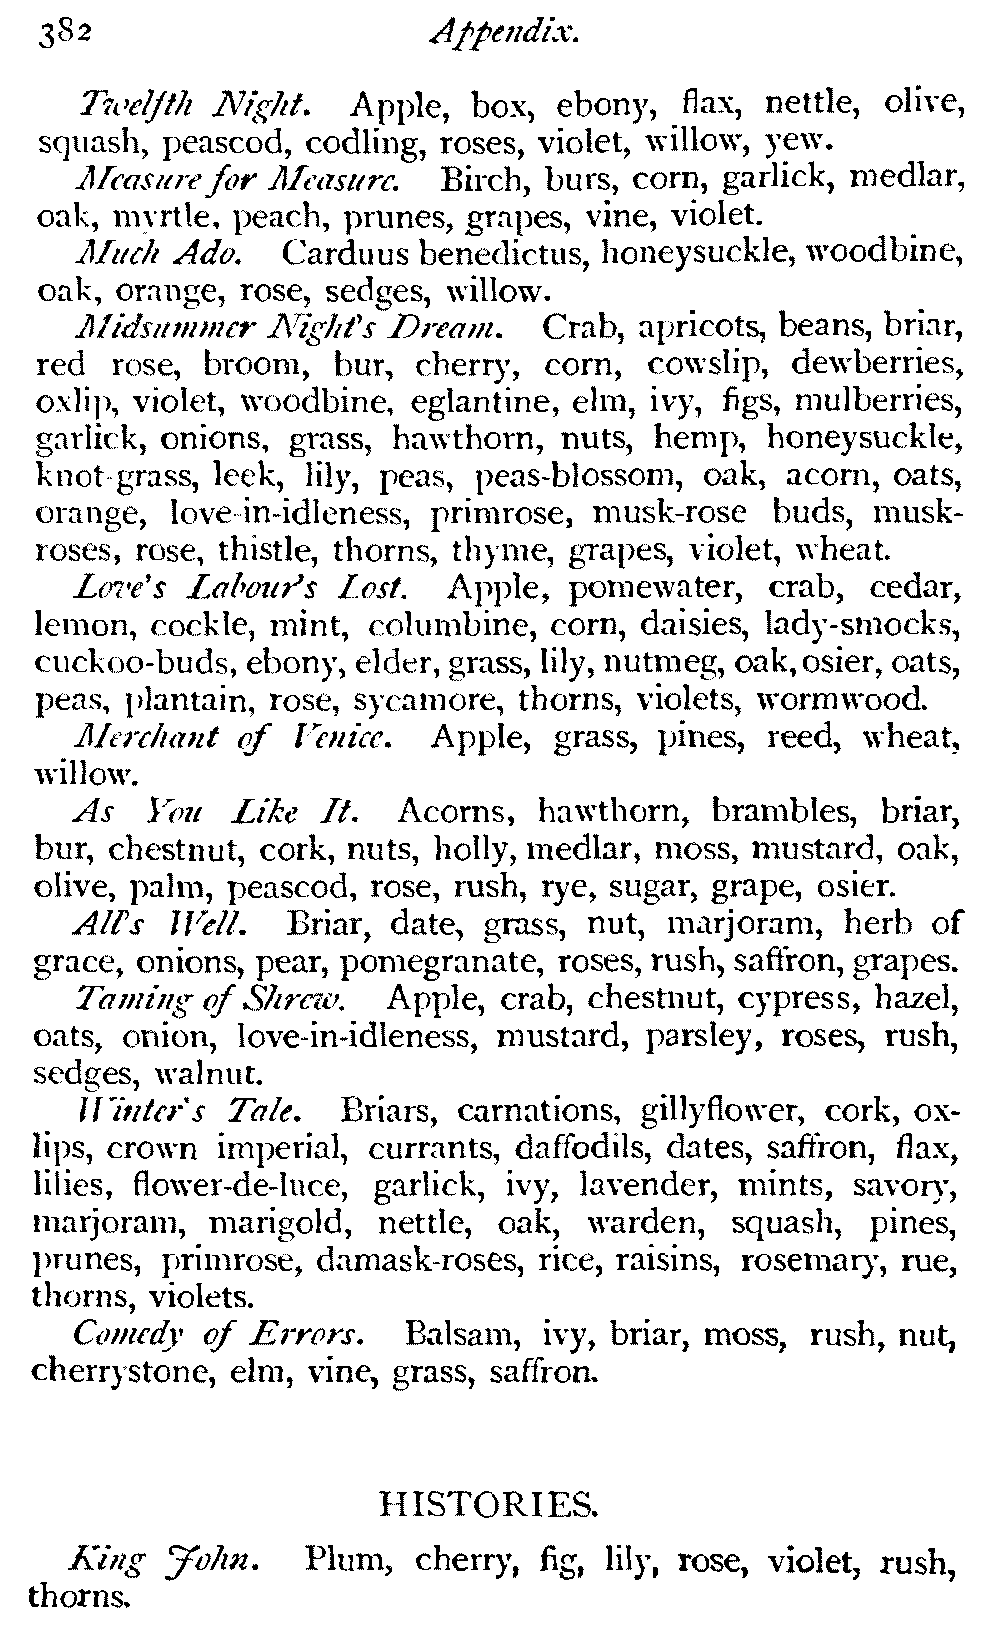 382 Appendix.
Twelfth Night. Apple, box, ebony, flax, nettle, olive,
squash, peascod, codling, roses, violet, willow, yew.
Measure for Measure. Birch, burs, corn, garlick, medlar,
oak, myrtle, peach, prunes, grapes, vine, violet.
Much Ado. Carduus benedictus, honeysuckle, woodbine,
oak, orange, rose, sedges, willow.
Midsummer Night's Dream. Crab, apricots, beans, briar,
red rose, broom, bur, cherry, corn, cowslip, dewberries,
oxlip, violet, woodbine, eglantine, elm, ivy, figs, mulberries,
garlick, onions, grass, hawthorn, nuts, hemp, honeysuckle,
knot-grass, leek, lily, peas, peas-blossom, oak, acorn, oats,
orange, love-in-idleness, primrose, musk-rose buds, musk-
roses, rose, thistle, thorns, thyme, grapes, violet, wheat.
Love's Labour's Lost. Apple, pomewater, crab, cedar,
lemon, cockle, mint, columbine, corn, daisies, lady-smocks,
cuckoo-buds, ebony, elder, grass, lily, nutmeg, oak, osier, oats,
peas, plantain, rose, sycamore, thorns, violets, wormwood.
Merchant of Venice. Apple, grass, pines, reed, wheat,
willow.
As You Like It. Acorns, hawthorn, brambles, briar,
bur, chestnut, cork, nuts, holly, medlar, moss, mustard, oak,
olive, palm, peascod, rose, rush, rye, sugar, grape, osier.
All's Well. Briar, date, grass, nut, marjoram, herb of
grace, onions, pear, pomegranate, roses, rush, saffron, grapes.
Taming of Shrew. Apple, crab, chestnut, cypress, hazel,
oats, onion, love-in-idleness, mustard, parsley, roses, rush,
sedges, walnut.
Winter's Tale. Briars, carnations, gillyflower, cork, ox-
lips, crown imperial, currants, daffodils, dates, saffron, flax,
lilies, flower-de-luce, garlick, ivy, lavender, mints, savory,
marjoram, marigold, nettle, oak, warden, squash, pines,
prunes, primrose, damask-roses, rice, raisins, rosemary, rue,
thorns, violets.
Comedy of Errors. Balsam, ivy, briar, moss, rush, nut,
cherrystone, elm, vine, grass, saffron.
HISTORIES.
King John. Plum, cherry, fig, lily, rose, violet, rush,
thorns.